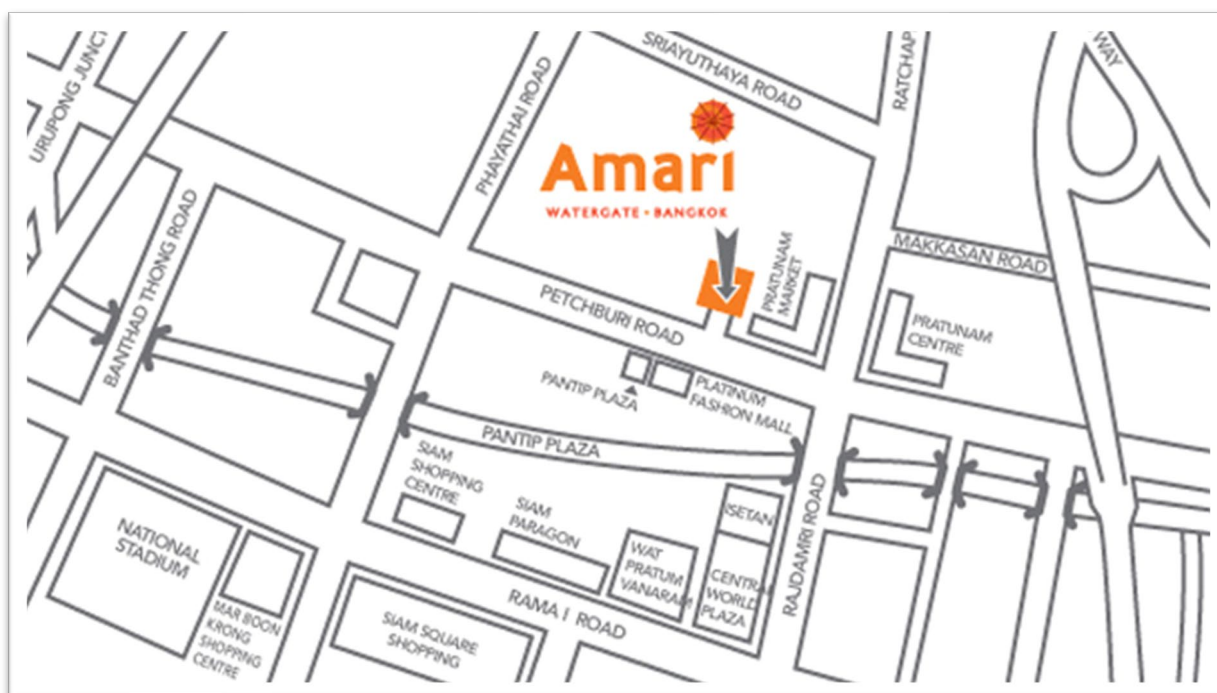 URUPONG JUNCT
PHAYATHAI ROAD
SRIAYUTHAYA ROAD
RATCHAP
WAY
Amari
WATERGATE - BANGKOK
BANTHAD THONG ROAD
PETCHBURI ROAD
PRATUNAM
MARKET
MAKKASAN ROAD
PRATUNAM
CENTRE
PANTIP PLAZA
PLATINUM
FASHION MALL
PANTIP PLAZA
SIAM
SHOPPING
CENTRE
SIAM
PARAGON
ISETAN
RAJDAMRI ROAD
NATIONAL
STADIUM
WAT
PRATUM
VANARAM
CENTRAL
WORLD
PLAZA
RAMA I ROAD
MAR BOON
KRONG
SHOPPING
CENTRE
SIAM SQUARE
SHOPPING